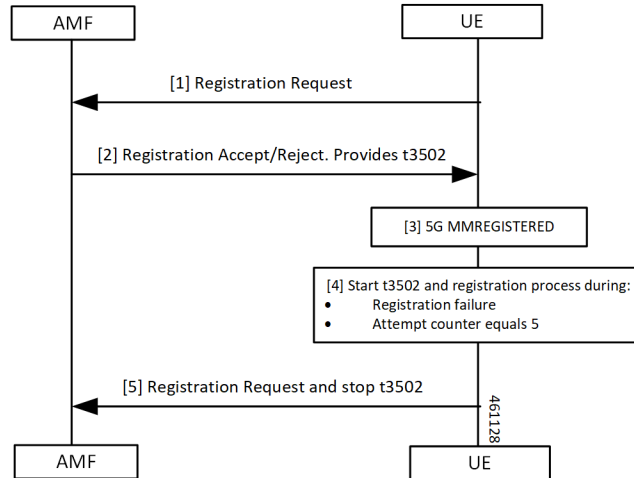 AMF
UE
[1] Registration Request
[2] Registration Accept/Reject. Provides t3502
[3] 5G MMREGISTERED
[4] Start t3502 and registration process during:
• Registration failure
• Attempt counter equals 5
[5] Registration Request and stop t3502
461128
AMF
UE